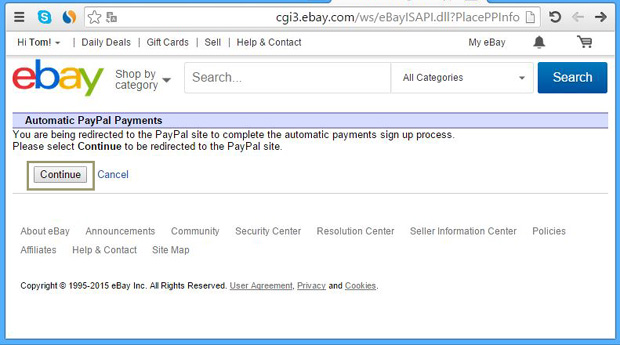 cgi3.ebay.com/ws/eBayISAPI.dll?PlacePPInfo
Hi Tom! Daily Deals Gift Cards Sell Help & Contact My eBay
ebay Shop by category Search... All Categories Search
Automatic PayPal Payments
You are being redirected to the PayPal site to complete the automatic payments sign up process.
Please select Continue to be redirected to the PayPal site.
Continue Cancel
About eBay Announcements Community Security Center Resolution Center Seller Information Center Policies
Affiliates Help & Contact Site Map
Copyright © 1995-2015 eBay Inc. All Rights Reserved. User Agreement, Privacy and Cookies.